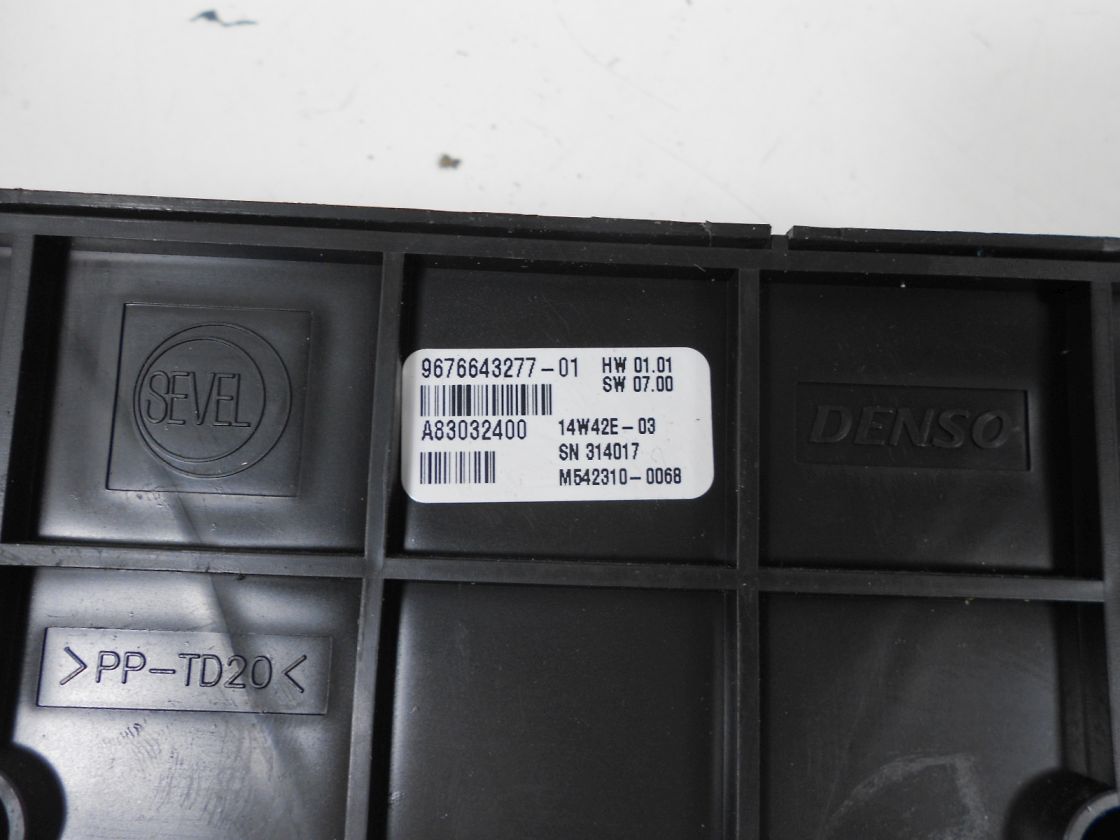 SEVEL
9676643277-01 HW 01.01
SW 07.00
A83032400 14W42E-03
SN 314017
M542310-0068
DENSO
>PP-TD20<